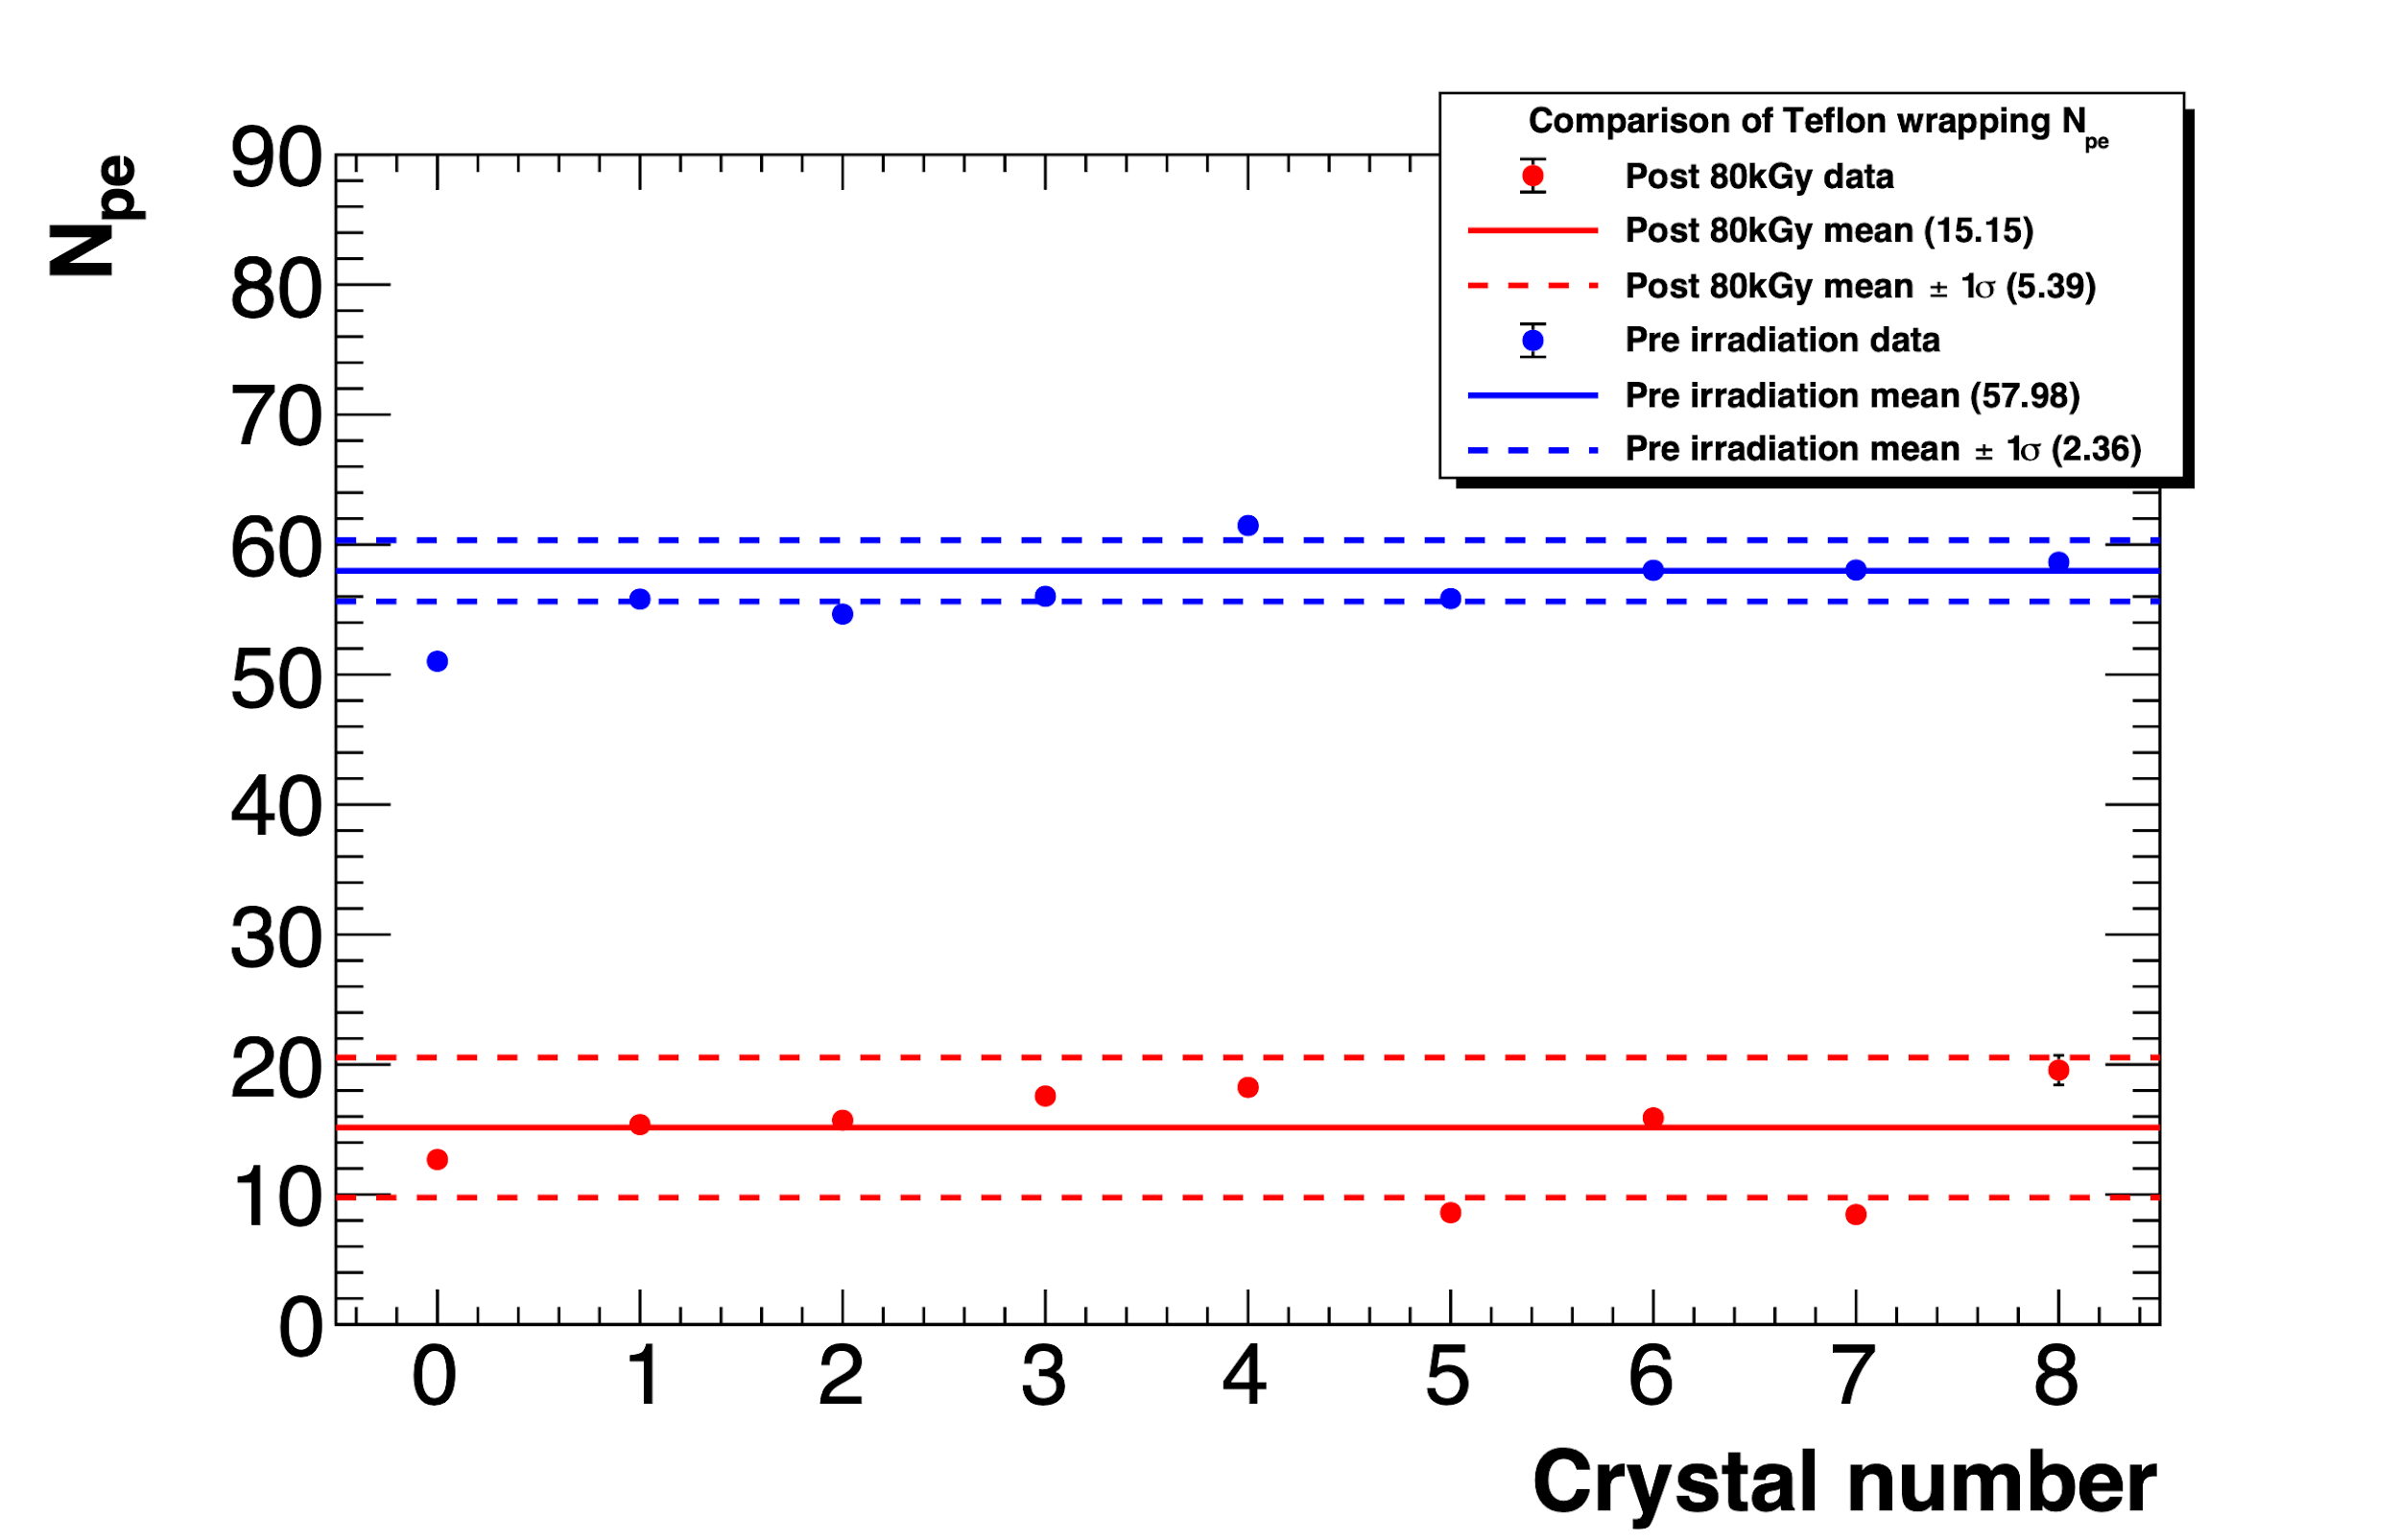 Comparison of Teflon wrapping Npe
Post 80kGy data
Post 80kGy mean (15.15)
Post 80kGy mean ± 1σ (5.39)
Pre irradiation data
Pre irradiation mean (57.98)
Pre irradiation mean ± 1σ (2.36)
Npe
90
80
70
60
50
40
30
20
10
0
0 1 2 3 4 5 6 7 8
Crystal number